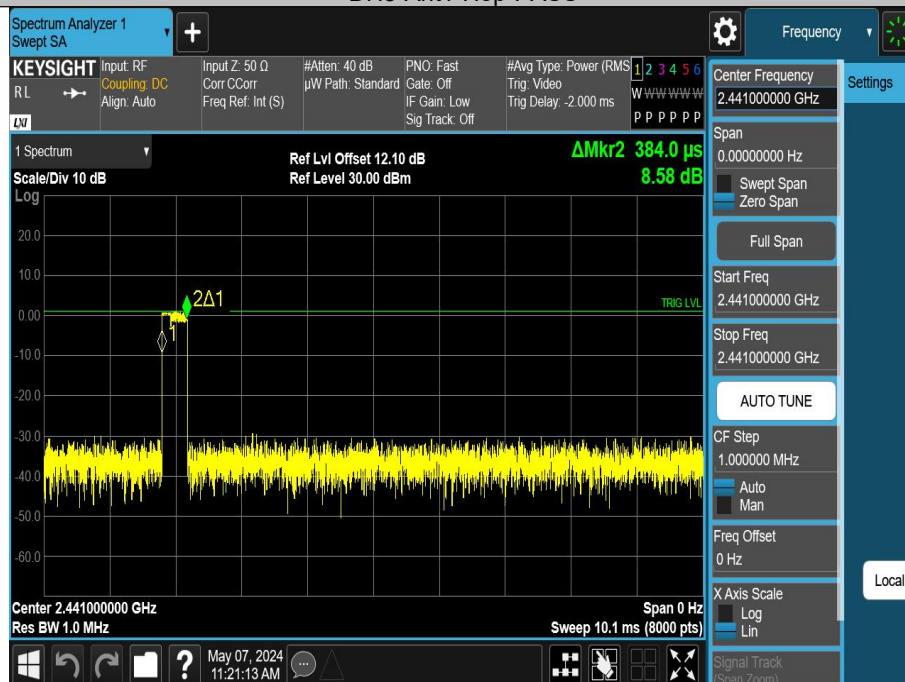 Spectrum Analyzer 1
Swept SA
Frequency
KEYSIGHT
RL
LXI
Input: RF
Coupling: DC
Align: Auto
Input Z: 50 Ω
Corr CCorr
Freq Ref: Int (S)
#Atten: 40 dB
µW Path: Standard
PNO: Fast
Gate: Off
IF Gain: Low
Sig Track: Off
#Avg Type: Power (RMS
Trig: Video
Trig Delay: -2.000 ms
1 2 3 4 5 6
W W W W W W
P P P P P P
Center Frequency
2.441000000 GHz
Settings
1 Spectrum
Scale/Div 10 dB
Ref Lvl Offset 12.10 dB
Ref Level 30.00 dBm
ΔMkr2 384.0 µs
8.58 dB
Span
0.00000000 Hz
Swept Span
Zero Span
Full Span
Log
20.0
10.0
0.00
-10.0
-20.0
-30.0
-40.0
-50.0
-60.0
2Δ1
1
TRIG LVL
Start Freq
2.441000000 GHz
Stop Freq
2.441000000 GHz
AUTO TUNE
CF Step
1.000000 MHz
Auto
Man
Freq Offset
0 Hz
Local
X Axis Scale
Log
Lin
Signal Track
(Span Zoom)
Center 2.441000000 GHz
Res BW 1.0 MHz
Span 0 Hz
Sweep 10.1 ms (8000 pts)
?
May 07, 2024
11:21:13 AM